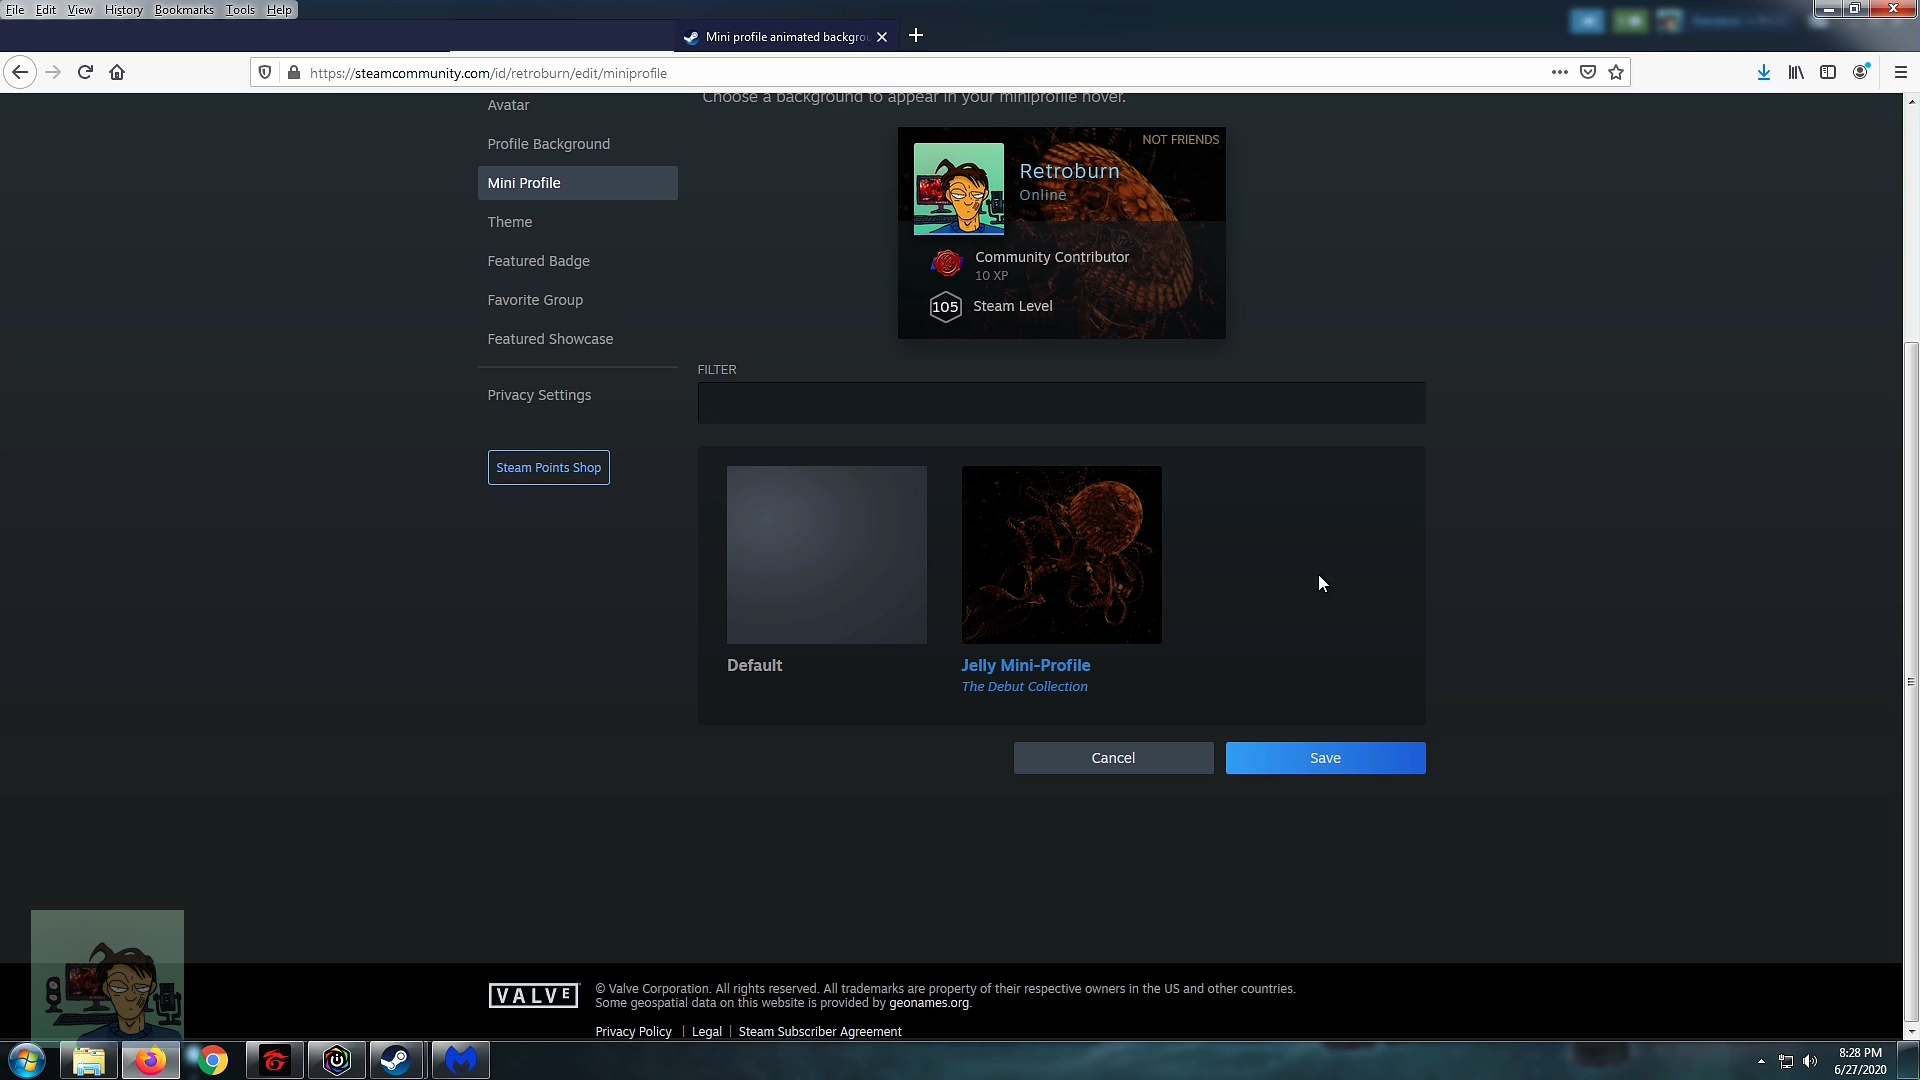 File Edit View History Bookmarks Tools Help
Mini profile animated backgro
https://steamcommunity.com/id/retroburn/edit/miniprofile
Avatar
Choose a background to appear in your miniprofile hover.
Profile Background
Mini Profile
Theme
Featured Badge
Favorite Group
Featured Showcase
Privacy Settings
Steam Points Shop
NOT FRIENDS
Retroburn
Online
Community Contributor
10 XP
105 Steam Level
FILTER
Default
Jelly Mini-Profile
The Debut Collection
Cancel
Save
VALVE
© Valve Corporation. All rights reserved. All trademarks are property of their respective owners in the US and other countries.
Some geospatial data on this website is provided by geonames.org.
Privacy Policy | Legal | Steam Subscriber Agreement
8:28 PM
6/27/2020